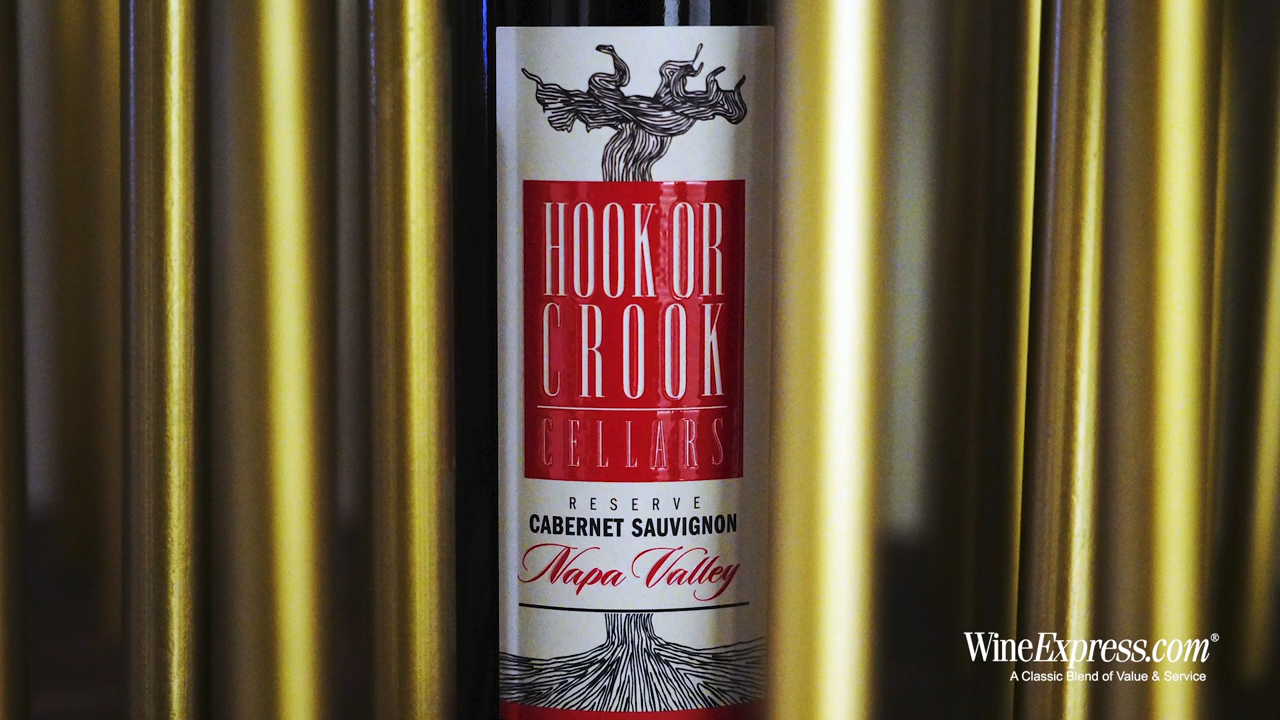 HOOK OR
CROOK
CELLARS
RESERVE
CABERNET SAUVIGNON
Napa Valley
WineExpress.com®
A Classic Blend of Value & Service